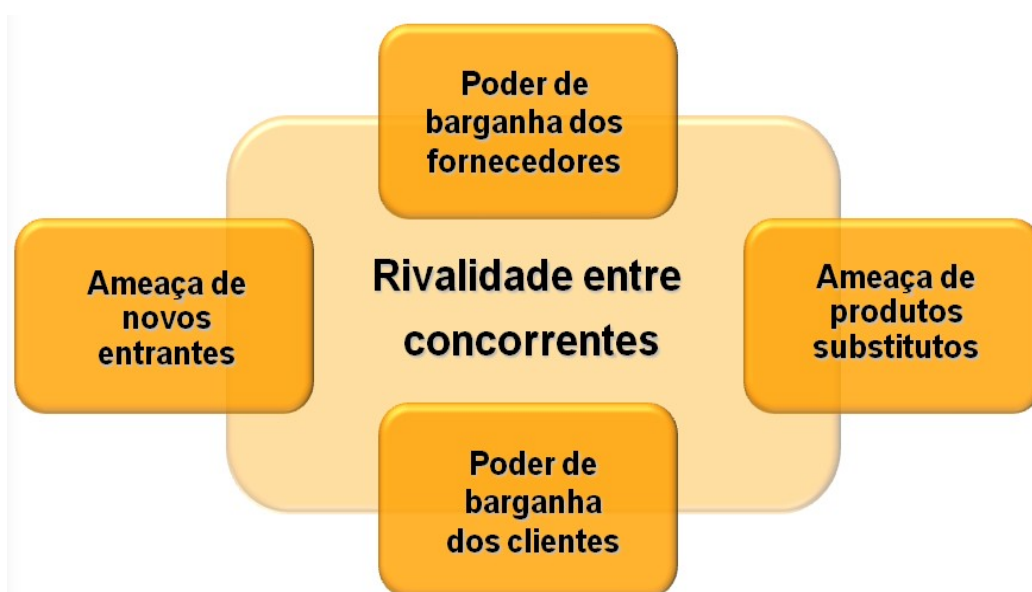 Poder de
barganha dos
fornecedores
Ameaça de
novos
entrantes
Rivalidade entre
concorrentes
Ameaça de
produtos
substitutos
Poder de
barganha
dos clientes